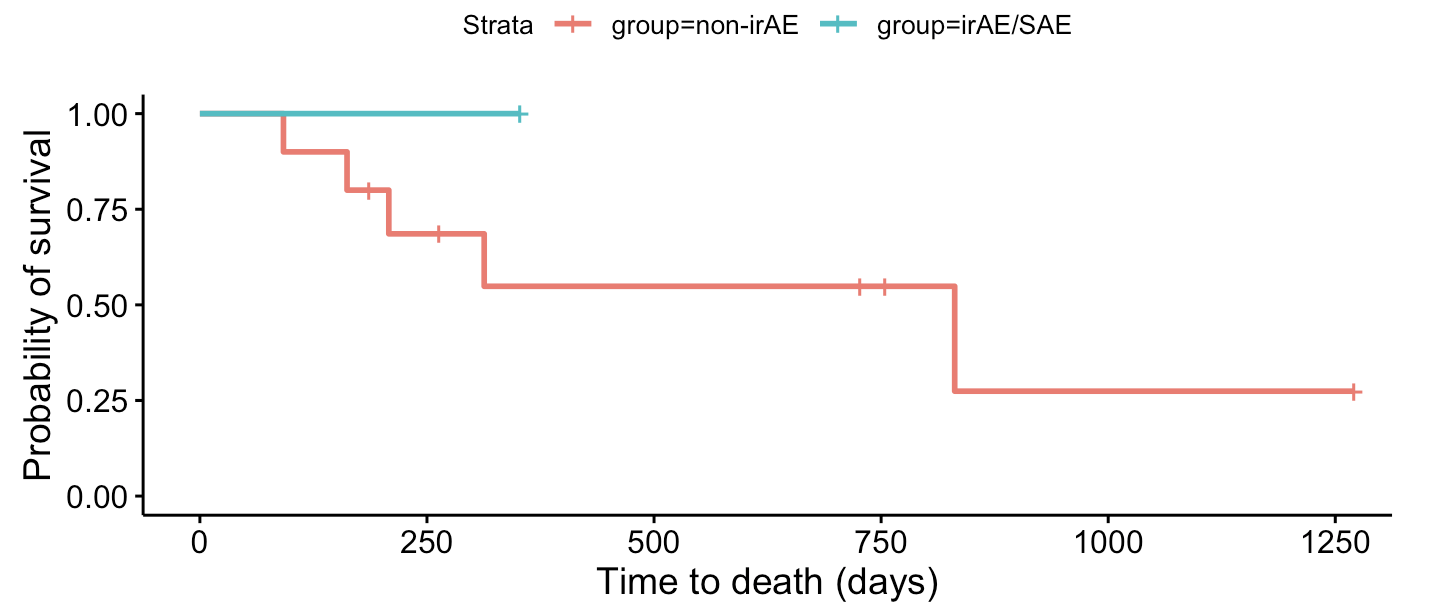 Strata group=non-irAE group=irAE/SAE
Probability of survival
1.00
0.75
0.50
0.25
0.00
0 250 500 750 1000 1250
Time to death (days)